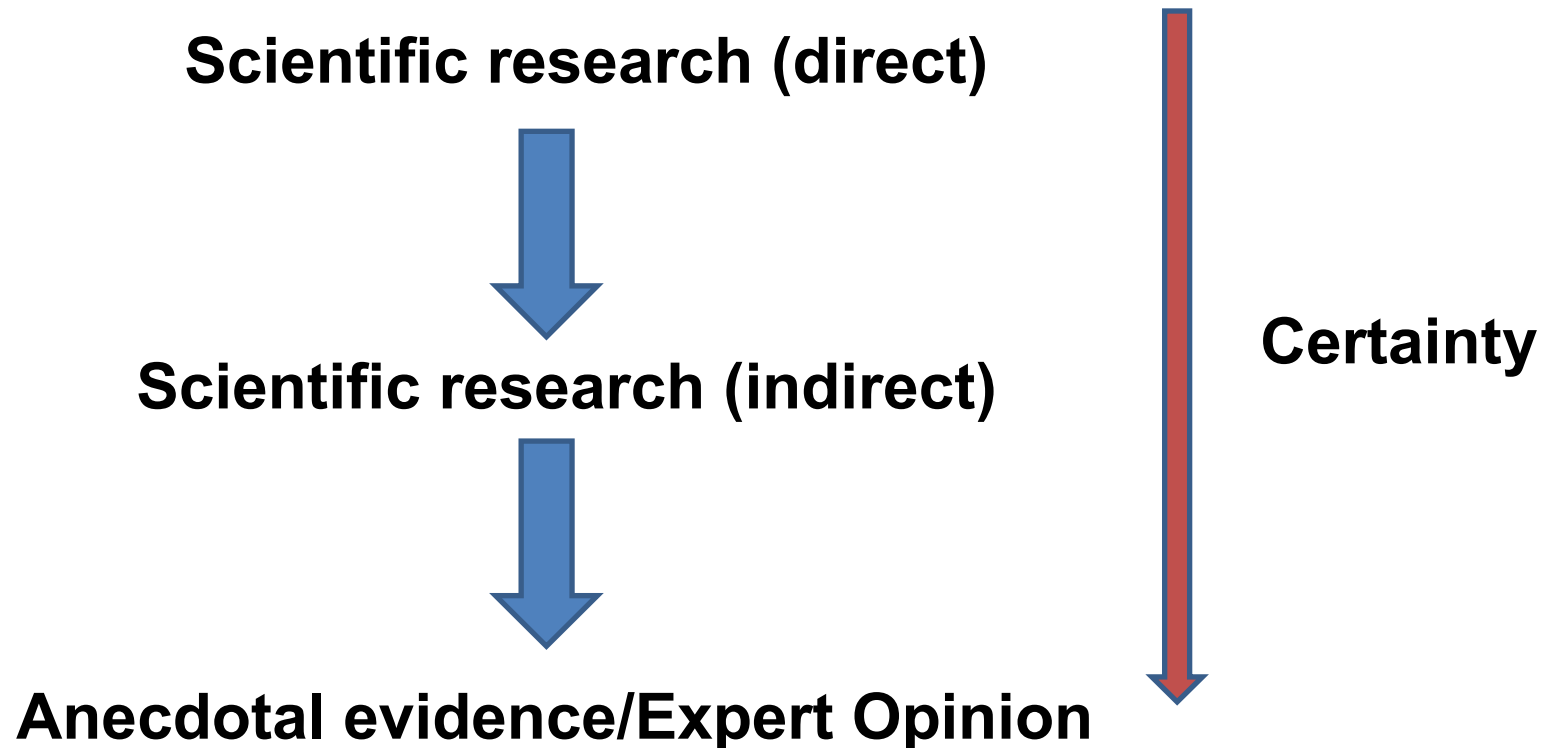 Scientific research (direct)
Certainty
Scientific research (indirect)
Anecdotal evidence/Expert Opinion